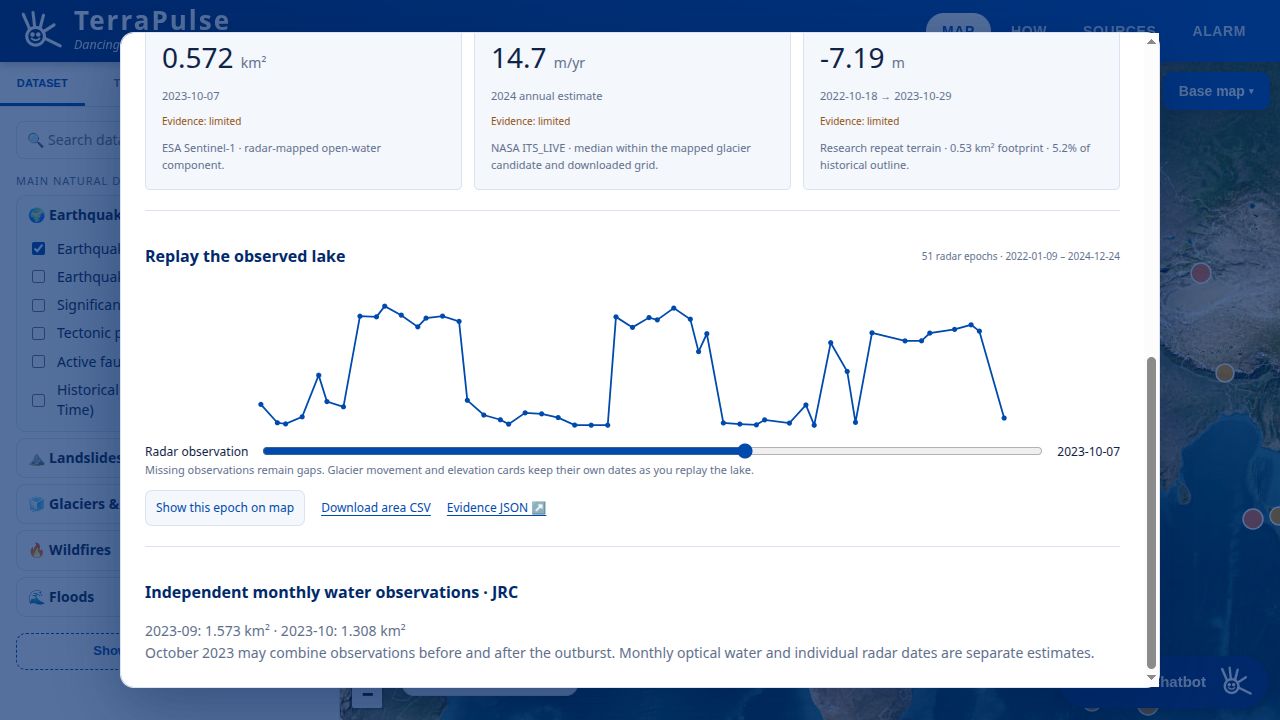 TerraPulse
Dancing
MAP HOW SOURCES ALARM
DATASET
Base map ▾
🔍 Search data
MAIN NATURAL D
🌍 Earthquak
Earthqua
Earthqua
Significan
Tectonic p
Active fau
Historical
Time)
⛰️ Landslides
🧊 Glaciers &
🔥 Wildfires
🌊 Floods
Show
0.572 km²
2023-10-07
Evidence: limited
ESA Sentinel-1 · radar-mapped open-water
component.
14.7 m/yr
2024 annual estimate
Evidence: limited
NASA ITS_LIVE · median within the mapped glacier
candidate and downloaded grid.
-7.19 m
2022-10-18 → 2023-10-29
Evidence: limited
Research repeat terrain · 0.53 km² footprint · 5.2% of
historical outline.
Replay the observed lake
51 radar epochs · 2022-01-09 – 2024-12-24
Radar observation
2023-10-07
Missing observations remain gaps. Glacier movement and elevation cards keep their own dates as you replay the lake.
Show this epoch on map
Download area CSV
Evidence JSON ↗
Independent monthly water observations · JRC
2023-09: 1.573 km² · 2023-10: 1.308 km²
October 2023 may combine observations before and after the outburst. Monthly optical water and individual radar dates are separate estimates.
hatbot
−